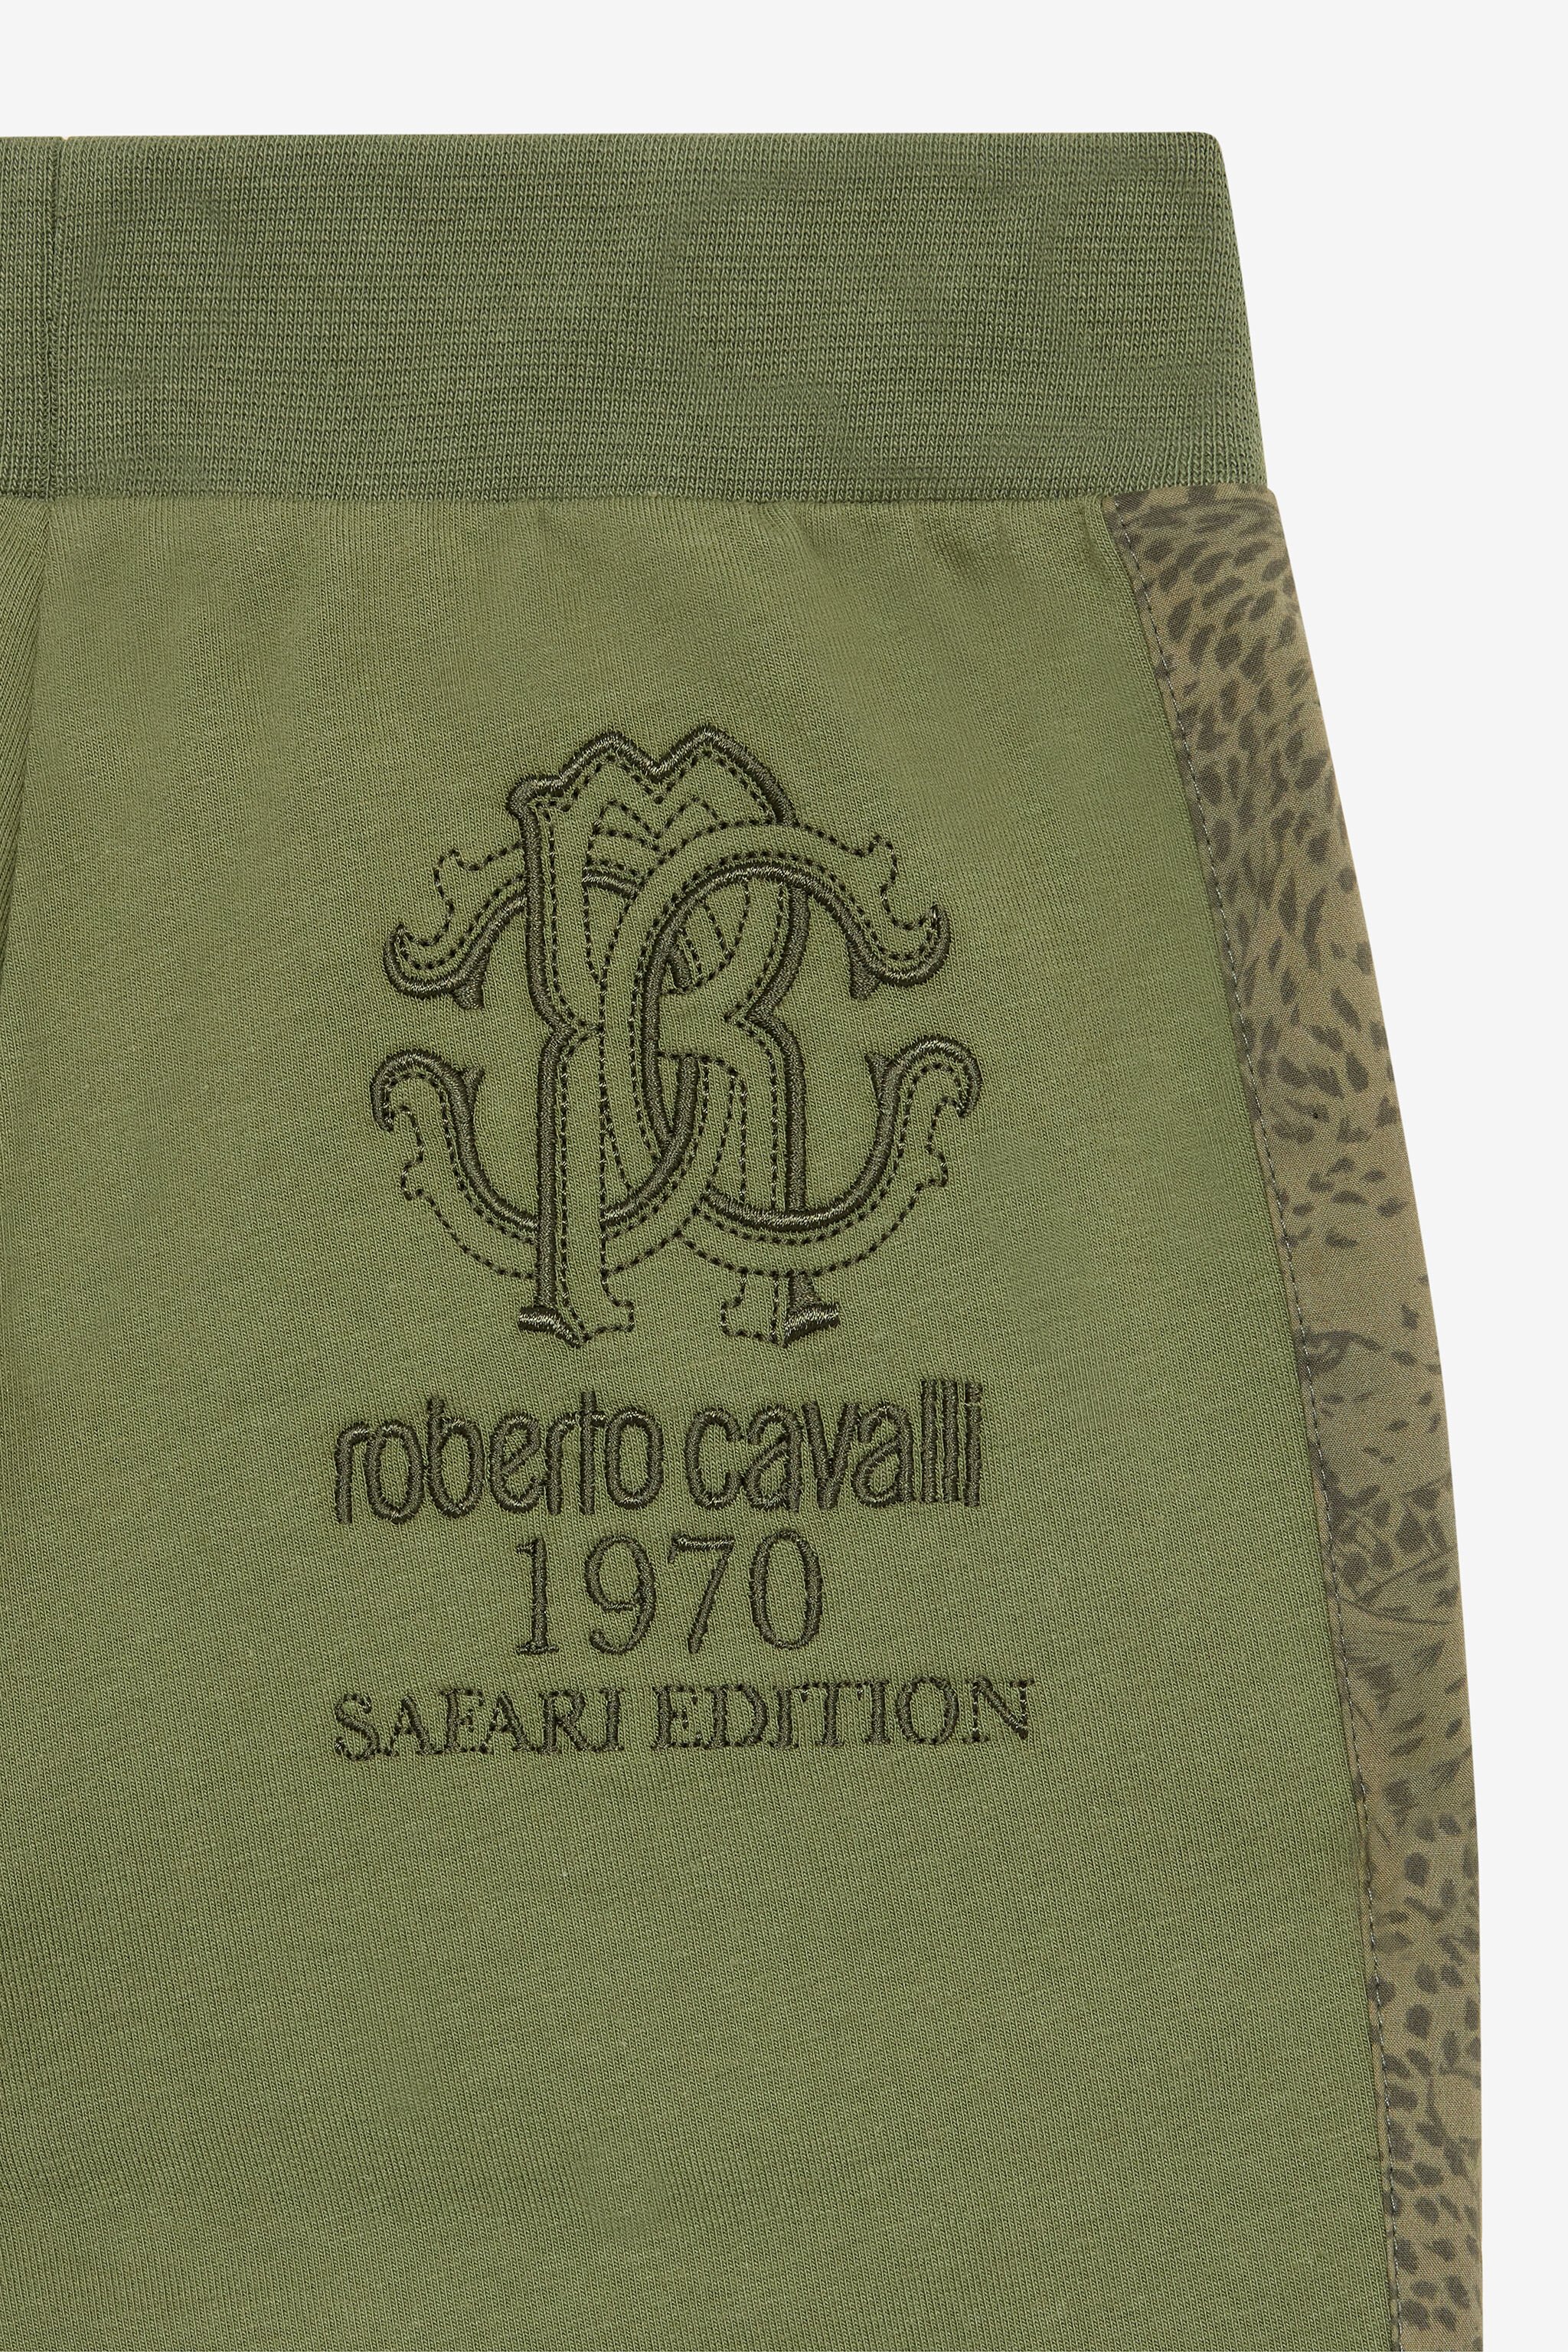 roberto cavalli
1970
SAFARI EDITION